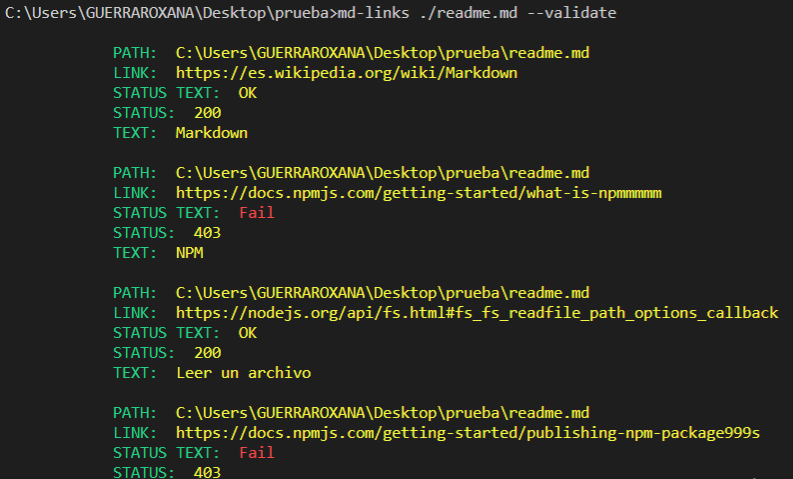 C:\Users\GUERRAROXANA\Desktop\prueba>md-links ./readme.md --validate
PATH: C:\Users\GUERRAROXANA\Desktop\prueba\readme.md
LINK: https://es.wikipedia.org/wiki/Markdown
STATUS TEXT: OK
STATUS: 200
TEXT: Markdown
PATH: C:\Users\GUERRAROXANA\Desktop\prueba\readme.md
LINK: https://docs.npmjs.com/getting-started/what-is-npmmmmm
STATUS TEXT: Fail
STATUS: 403
TEXT: NPM
PATH: C:\Users\GUERRAROXANA\Desktop\prueba\readme.md
LINK: https://nodejs.org/api/fs.html#fs_fs_readfile_path_options_callback
STATUS TEXT: OK
STATUS: 200
TEXT: Leer un archivo
PATH: C:\Users\GUERRAROXANA\Desktop\prueba\readme.md
LINK: https://docs.npmjs.com/getting-started/publishing-npm-package999s
STATUS TEXT: Fail
STATUS: 403